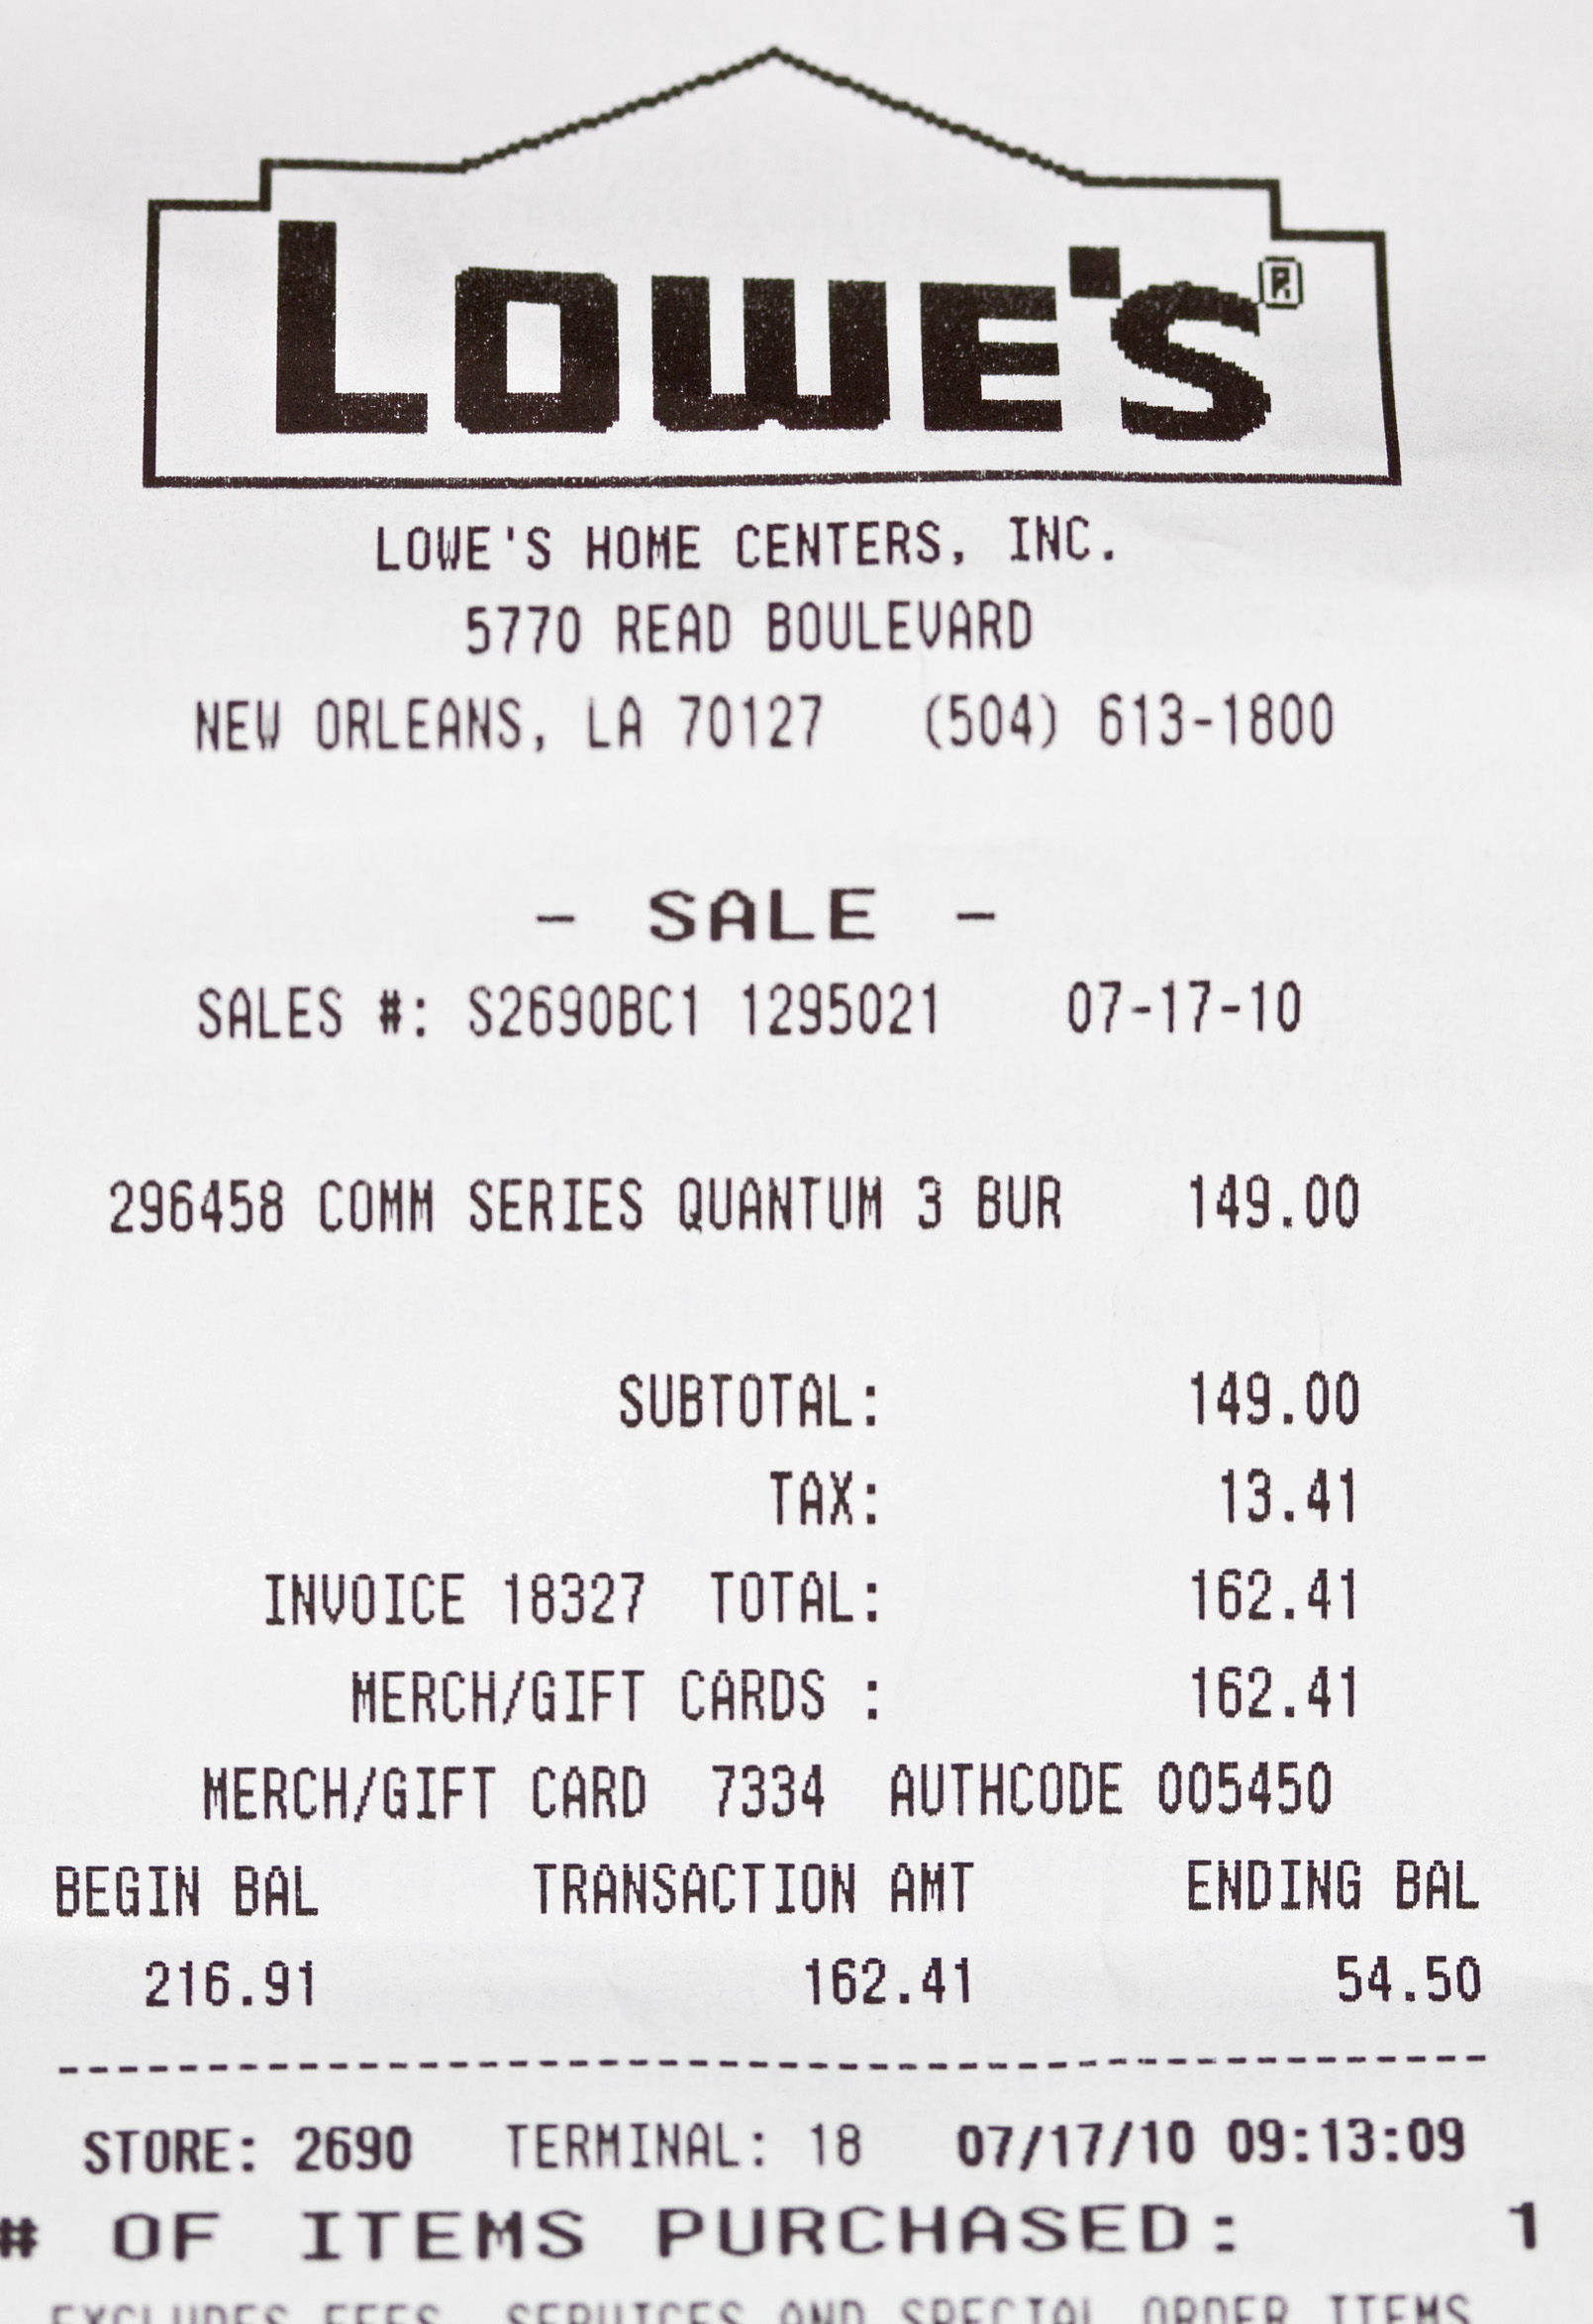 LOWE'S®
LOWE'S HOME CENTERS, INC.
5770 READ BOULEVARD
NEW ORLEANS, LA 70127 (504) 613-1800
- SALE -
SALES #: S2690BC1 1295021 07-17-10
296458 COMM SERIES QUANTUM 3 BUR 149.00
SUBTOTAL: 149.00
TAX: 13.41
INVOICE 18327 TOTAL: 162.41
MERCH/GIFT CARDS : 162.41
MERCH/GIFT CARD 7334 AUTHCODE 005450
BEGIN BAL TRANSACTION AMT ENDING BAL
216.91 162.41 54.50
STORE: 2690 TERMINAL: 18 07/17/10 09:13:09
# OF ITEMS PURCHASED: 1
EXCLUDES FEES, SERVICES AND SPECIAL ORDER ITEMS